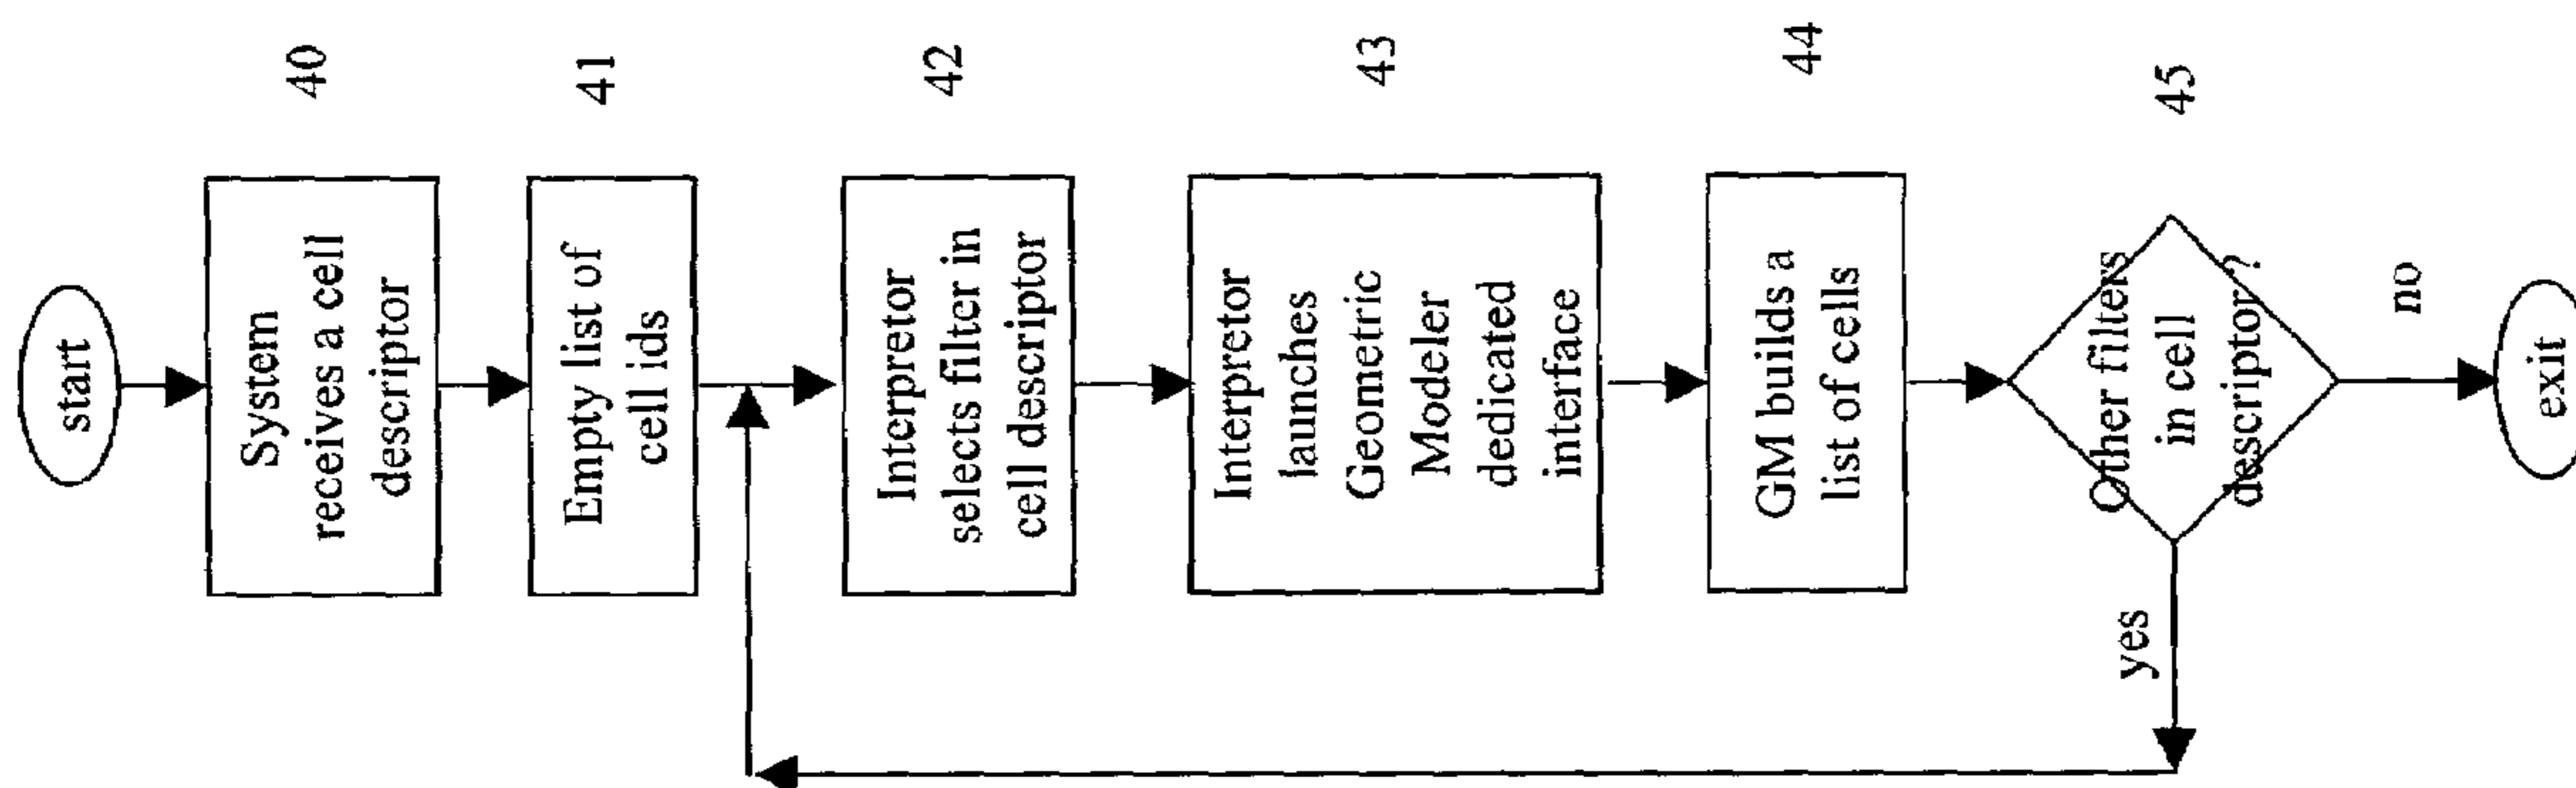 start
System
receives a cell
descriptor
40
Empty list of
cell ids
41
Interpretor
selects filter in
cell descriptor
42
Interpretor
launches
Geometric
Modeler
dedicated
interface
43
GM builds a
list of cells
44
Other filters
in cell
descriptor?
45
yes
no
exit